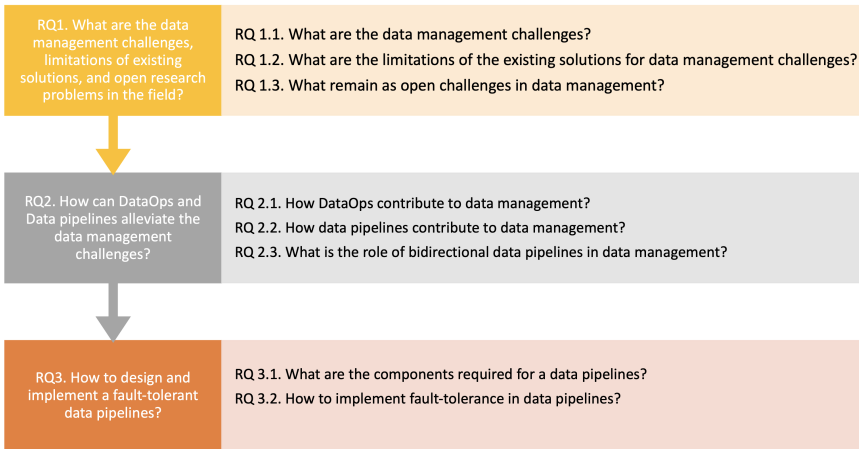 RQ1. What are the data
management challenges,
limitations of existing
solutions, and open research
problems in the field?
RQ 1.1. What are the data management challenges?
RQ 1.2. What are the limitations of the existing solutions for data management challenges?
RQ 1.3. What remain as open challenges in data management?
RQ2. How can DataOps and
Data pipelines alleviate the
data management
challenges?
RQ 2.1. How DataOps contribute to data management?
RQ 2.2. How data pipelines contribute to data management?
RQ 2.3. What is the role of bidirectional data pipelines in data management?
RQ3. How to design and
implement a fault-tolerant
data pipelines?
RQ 3.1. What are the components required for a data pipelines?
RQ 3.2. How to implement fault-tolerance in data pipelines?